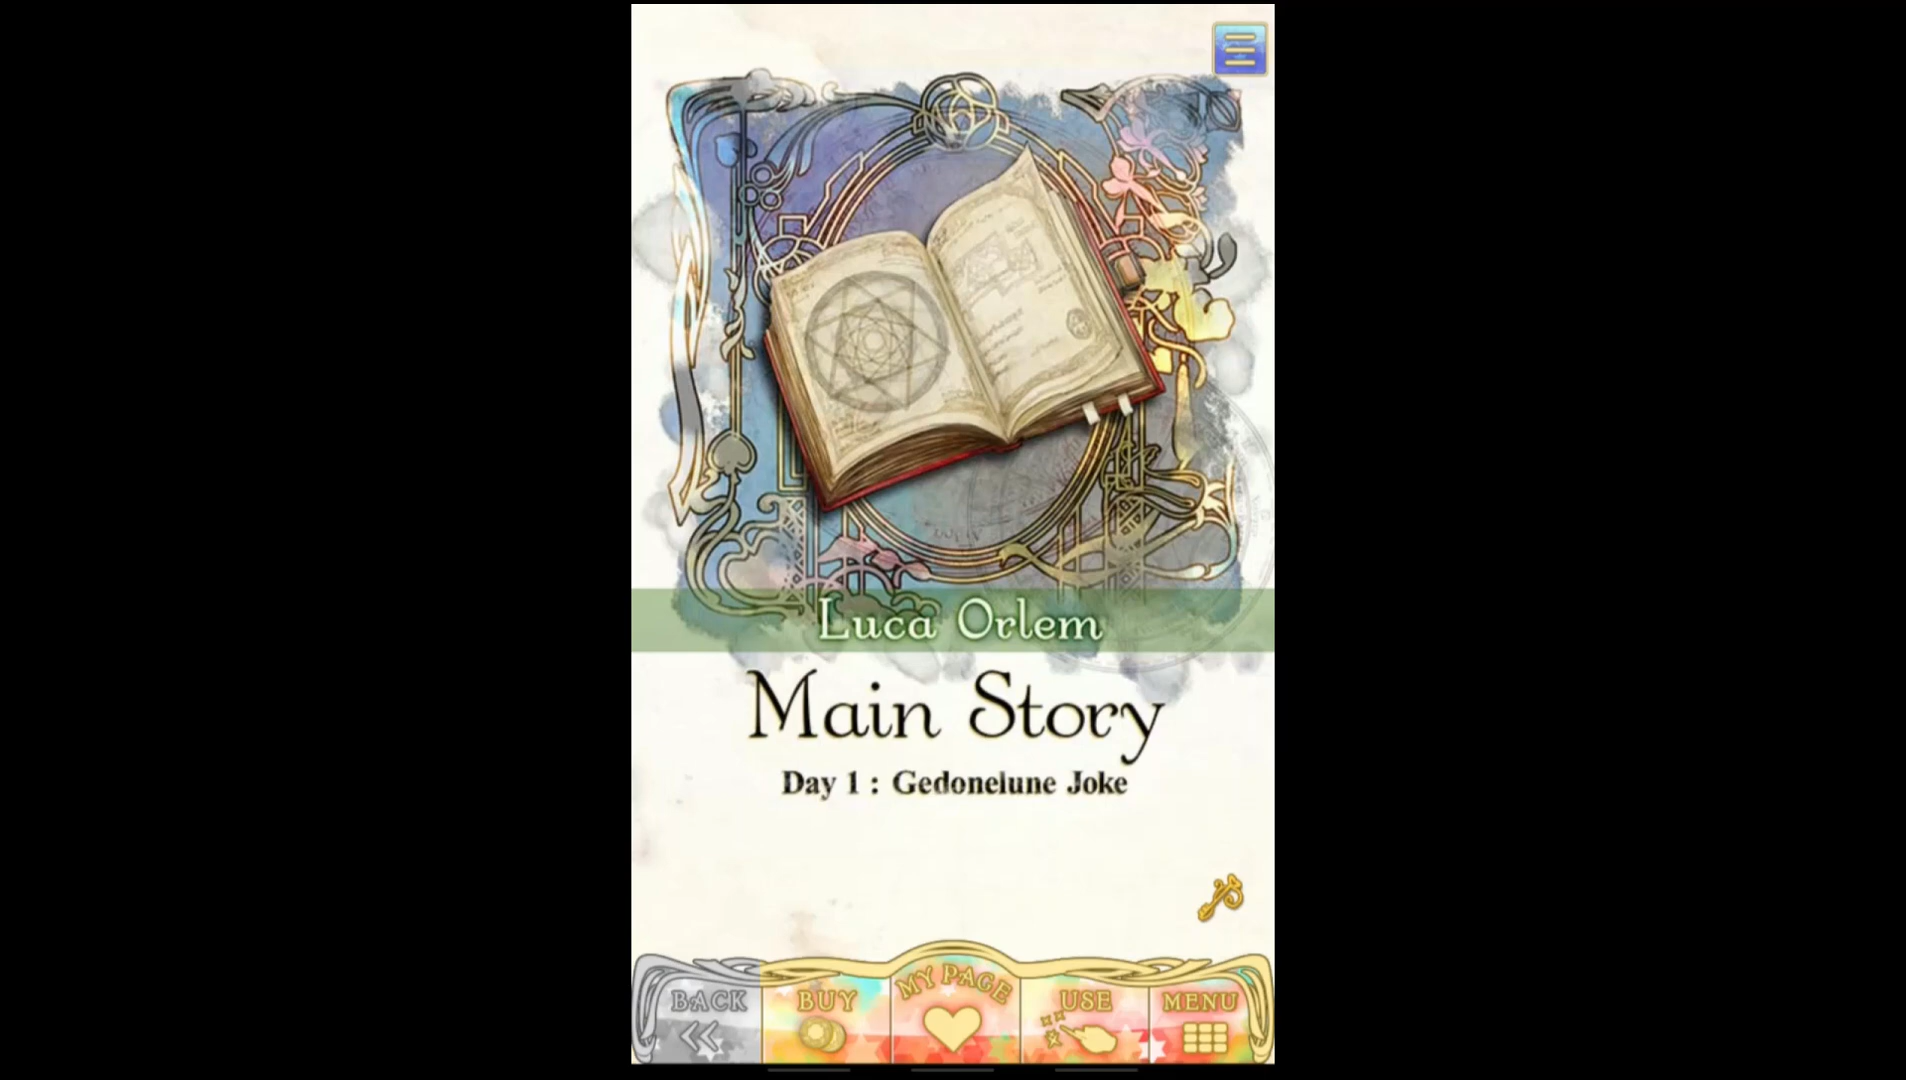 Luca Orlem
Main Story
Day 1 : Gedonelune Joke
BACK
BUY
MY PAGE
USE
MENU